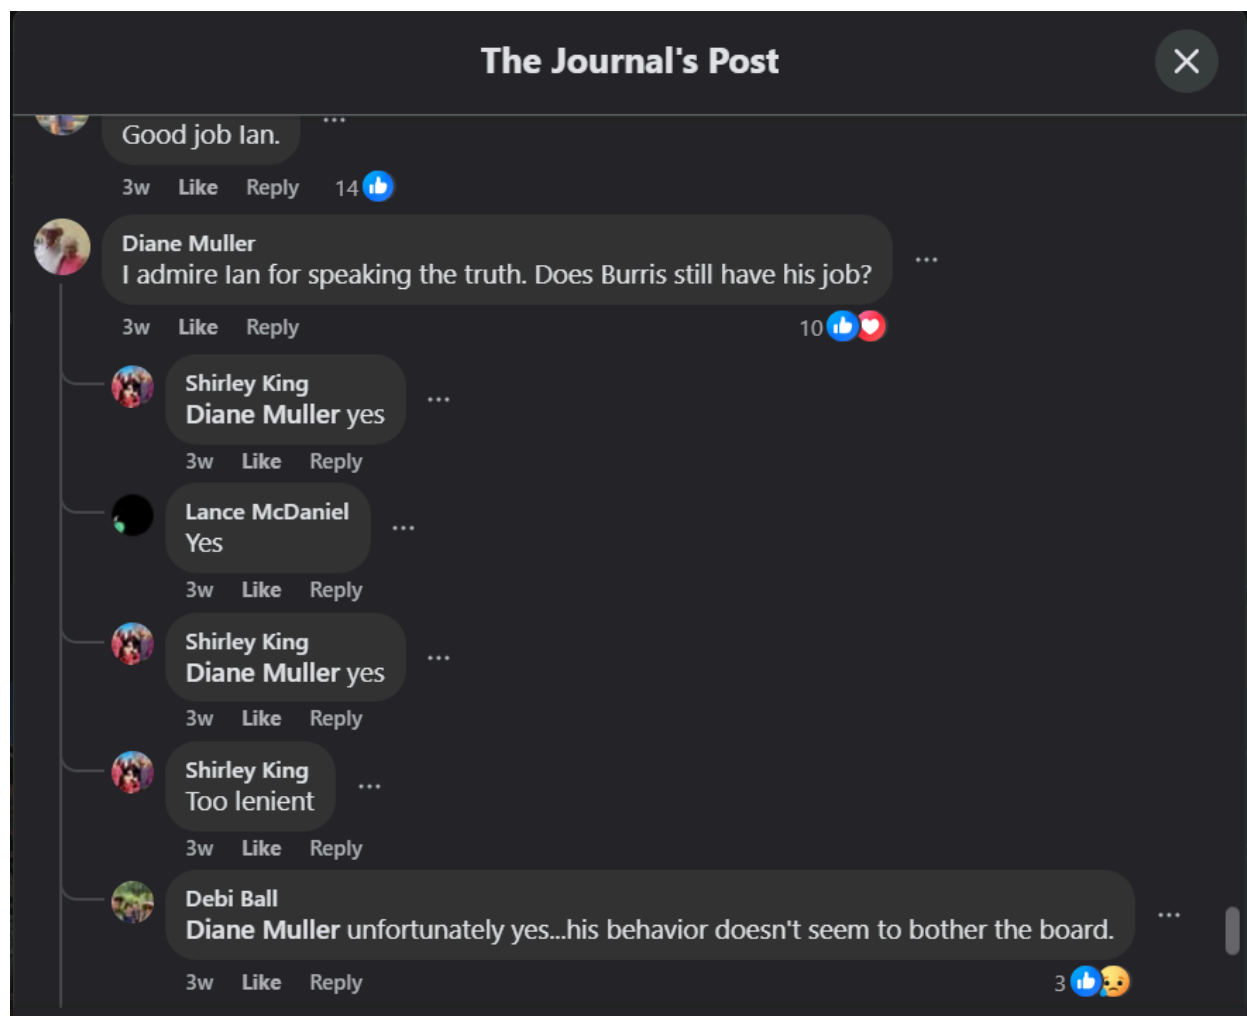 The Journal's Post
Good job Ian.
3w Like Reply 14
Diane Muller
I admire Ian for speaking the truth. Does Burris still have his job?
3w Like Reply 10
Shirley King
Diane Muller yes
3w Like Reply
Lance McDaniel
Yes
3w Like Reply
Shirley King
Diane Muller yes
3w Like Reply
Shirley King
Too lenient
3w Like Reply
Debi Ball
Diane Muller unfortunately yes...his behavior doesn't seem to bother the board.
3w Like Reply 3